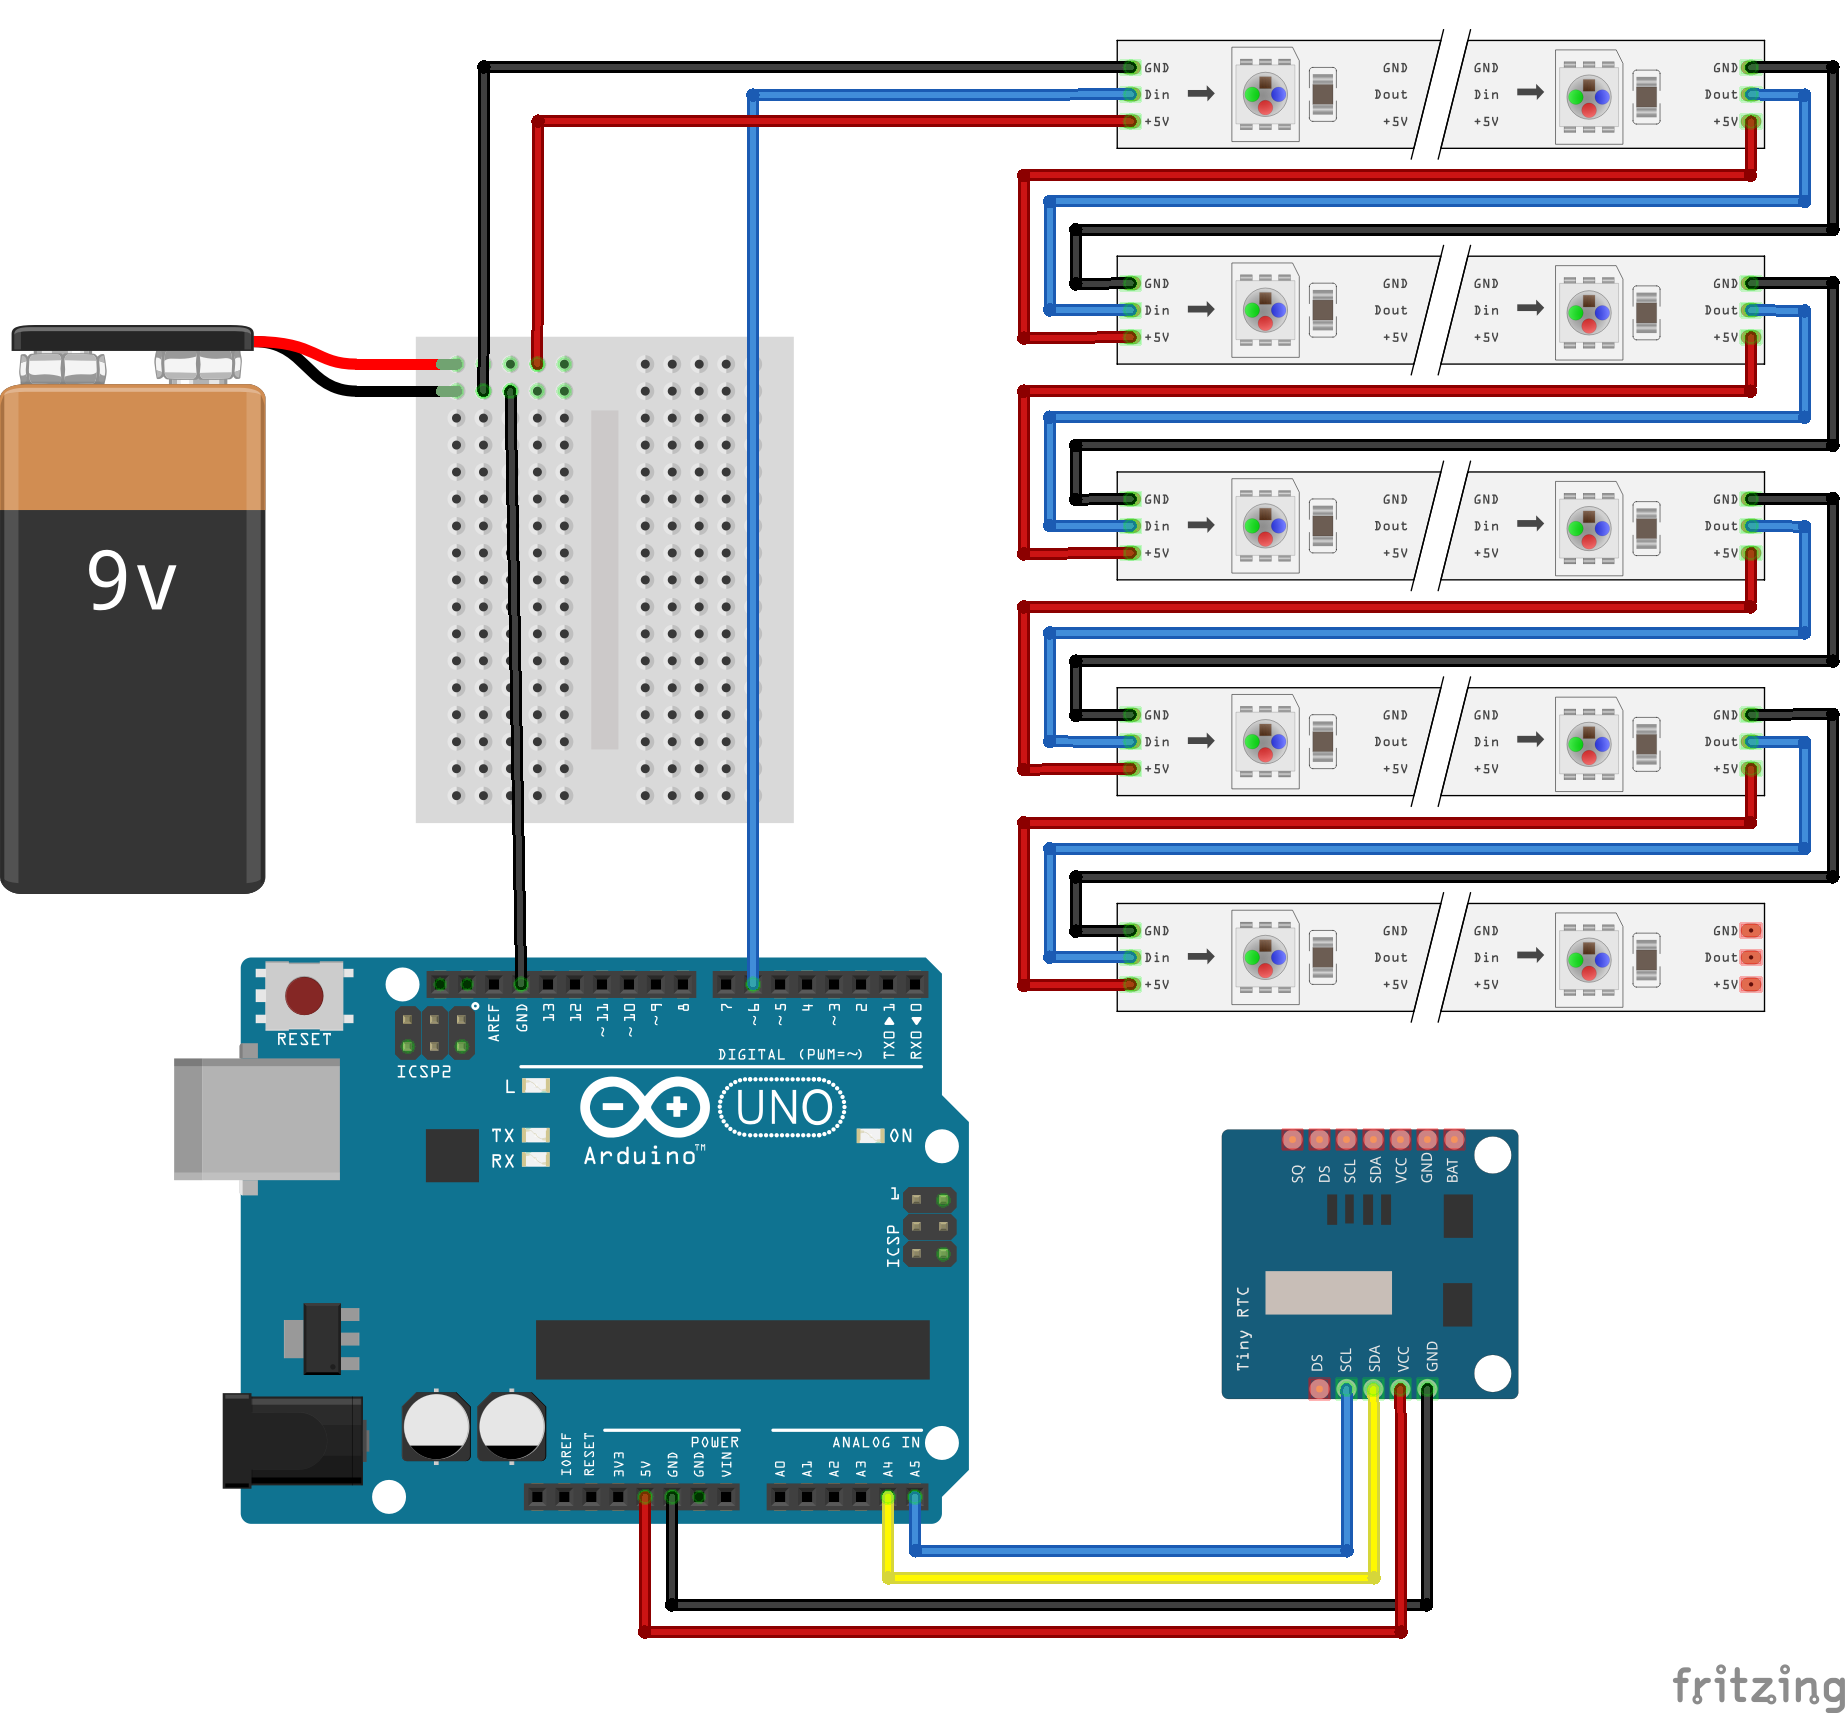 GND GND GND GND
Din Dout Din Dout
+5V +5V +5V +5V
GND GND GND GND
Din Dout Din Dout
+5V +5V +5V +5V
9v
GND GND GND GND
Din Dout Din Dout
+5V +5V +5V +5V
GND GND GND GND
Din Dout Din Dout
+5V +5V +5V +5V
GND GND GND GND
Din Dout Din Dout
+5V +5V +5V +5V
RESET
ICSP2
AREF GND 13 12 ~11 ~10 ~9 8 7 ~6 ~5 4 ~3 2 TX0▶1 RX0◀0
DIGITAL (PWM=~)
L
TX
RX
Arduino™
UNO
ON
1
ICSP
POWER
IOREF RESET 3V3 5V GND GND VIN
ANALOG IN
A0 A1 A2 A3 A4 A5
SQ DS SCL SDA VCC GND BAT
Tiny RTC
DS SCL SDA VCC GND
fritzing